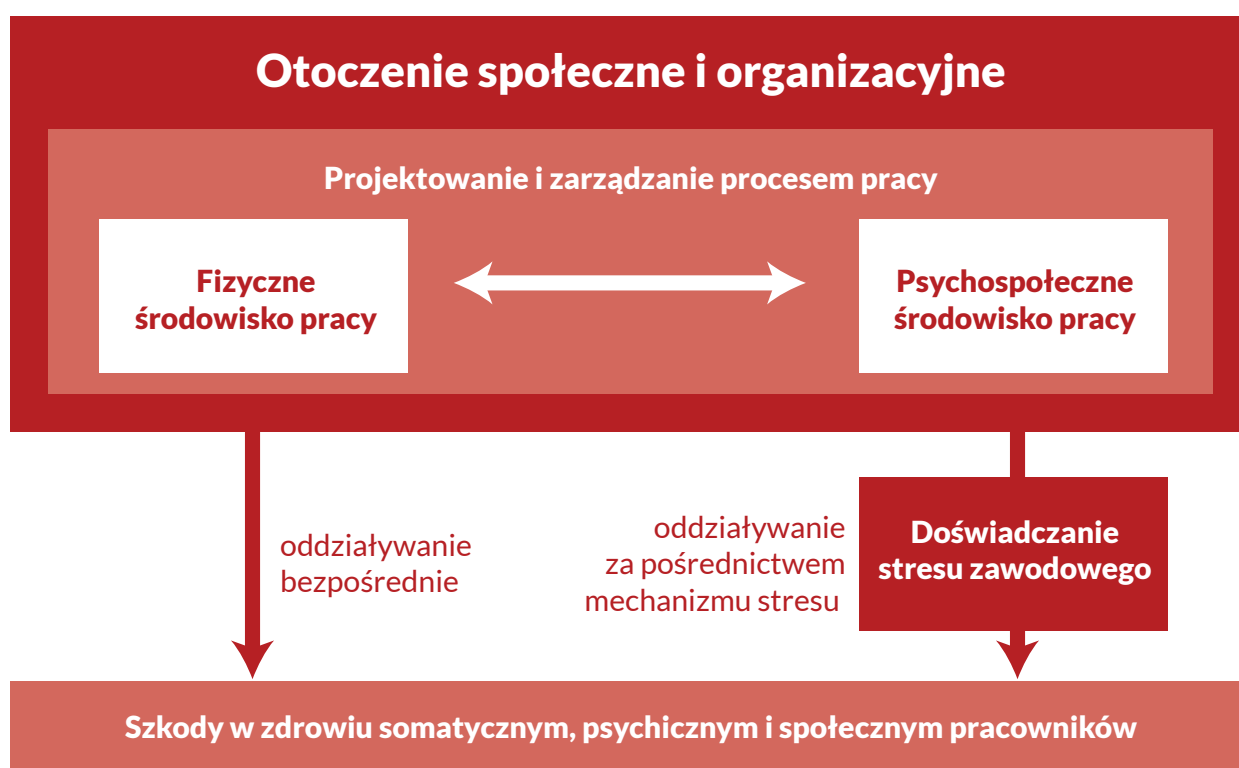 Otoczenie społeczne i organizacyjne
Projektowanie i zarządzanie procesem pracy
Fizyczne
środowisko pracy
Psychospołeczne
środowisko pracy
oddziaływanie
bezpośrednie
oddziaływanie
za pośrednictwem
mechanizmu stresu
Doświadczanie
stresu zawodowego
Szkody w zdrowiu somatycznym, psychicznym i społecznym pracowników